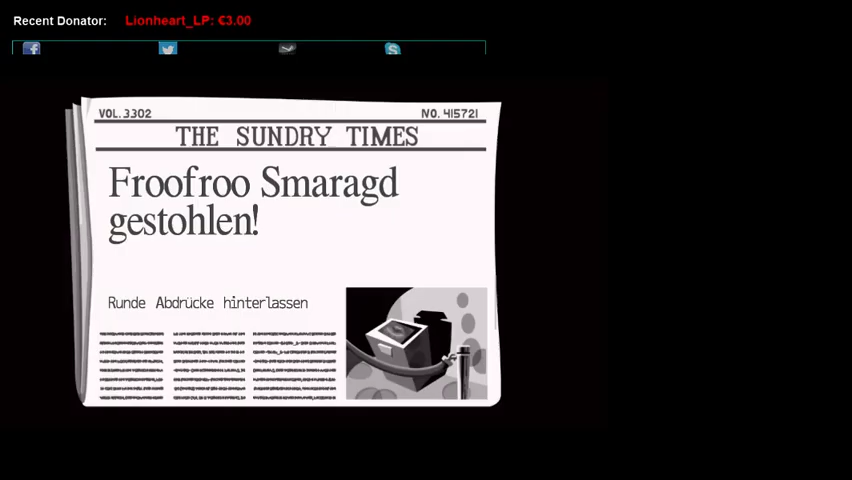 Recent Donator: Lionheart_LP: €3.00
VOL. 3302 NO. 415721
THE SUNDRY TIMES
Froofroo Smaragd
gestohlen!
Runde Abdrücke hinterlassen